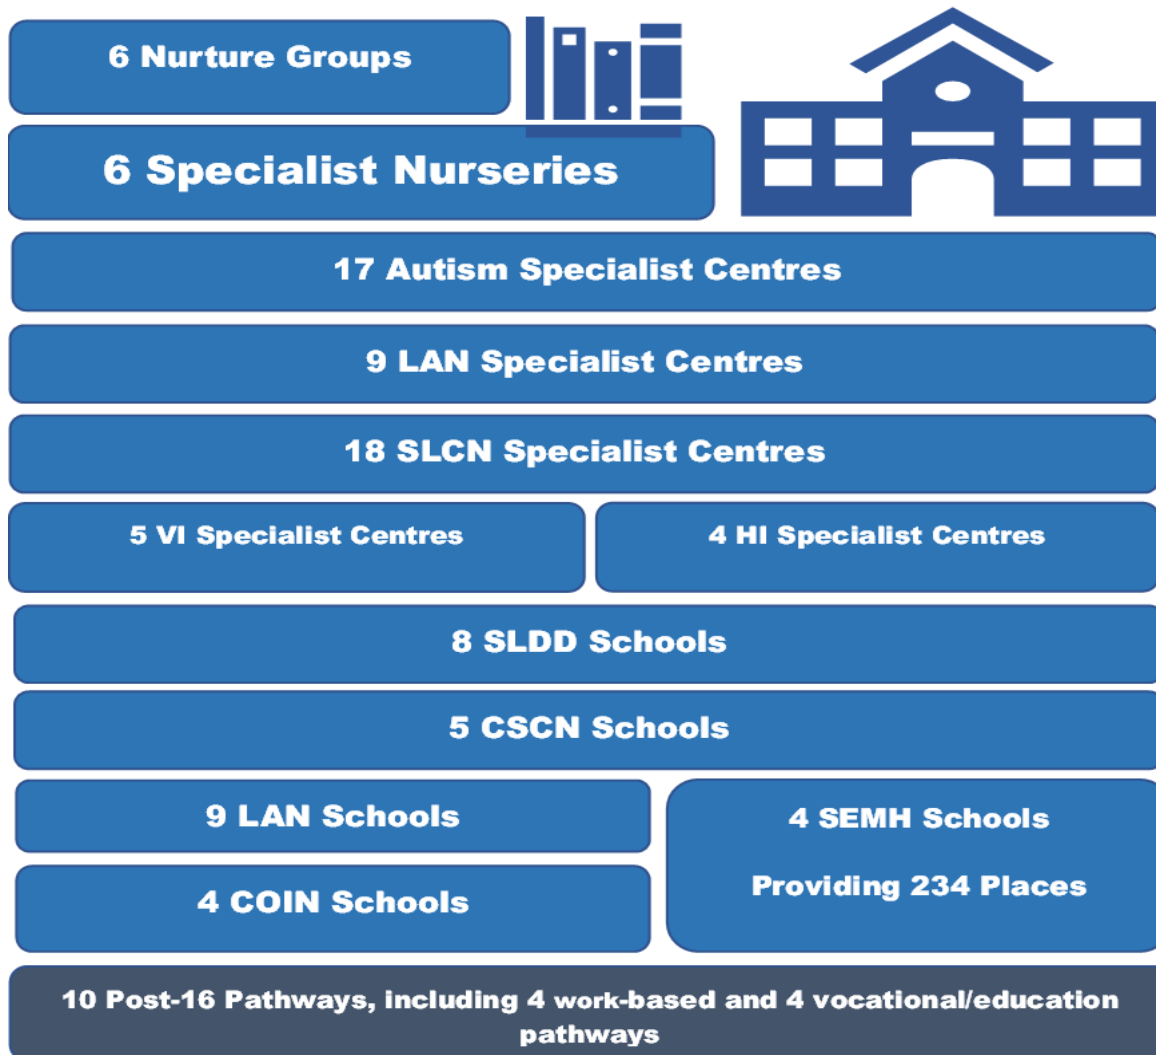 6 Nurture Groups
6 Specialist Nurseries
17 Autism Specialist Centres
9 LAN Specialist Centres
18 SLCN Specialist Centres
5 VI Specialist Centres
4 HI Specialist Centres
8 SLDD Schools
5 CSCN Schools
9 LAN Schools
4 COIN Schools
4 SEMH Schools
Providing 234 Places
10 Post-16 Pathways, including 4 work-based and 4 vocational/education
pathways